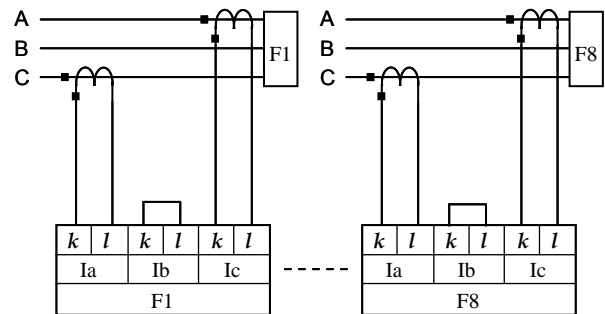 A A
F1 F8
B B
C C
k l k l k l k l k l k l
Ia Ib Ic Ia Ib Ic
F1 F8